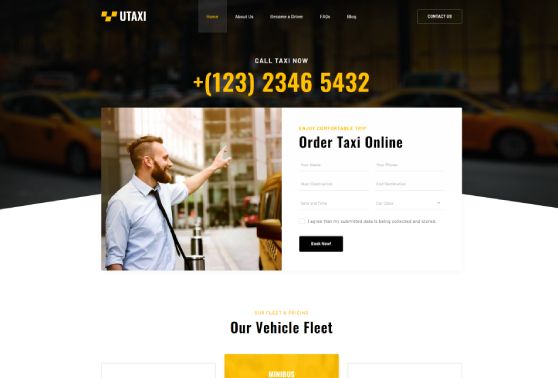 UTAXI
Home About Us Become a Driver FAQs Blog
CONTACT US
CALL TAXI NOW
+(123) 2346 5432
ENJOY COMFORTABLE TRIP
Order Taxi Online
Your Name Your Phone
Start Destination End Destination
Date and Time Car Class
I agree that my submitted data is being collected and stored.
Book Now!
OUR FLEET & PRICING
Our Vehicle Fleet
MINIBUS